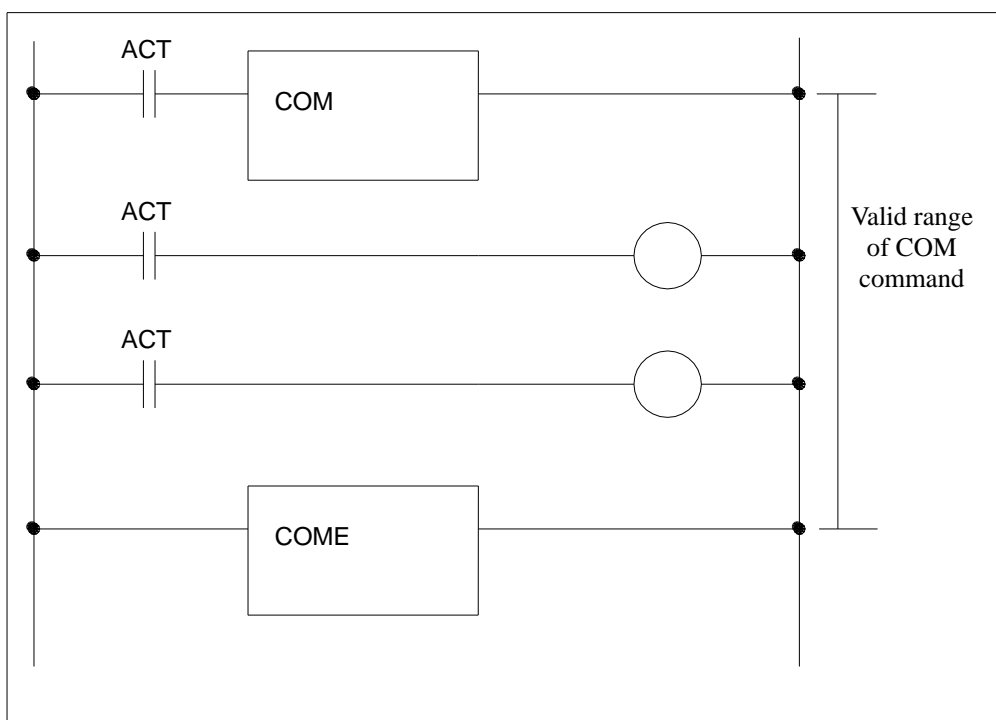 ACT
COM
ACT
Valid range
of COM
command
ACT
COME